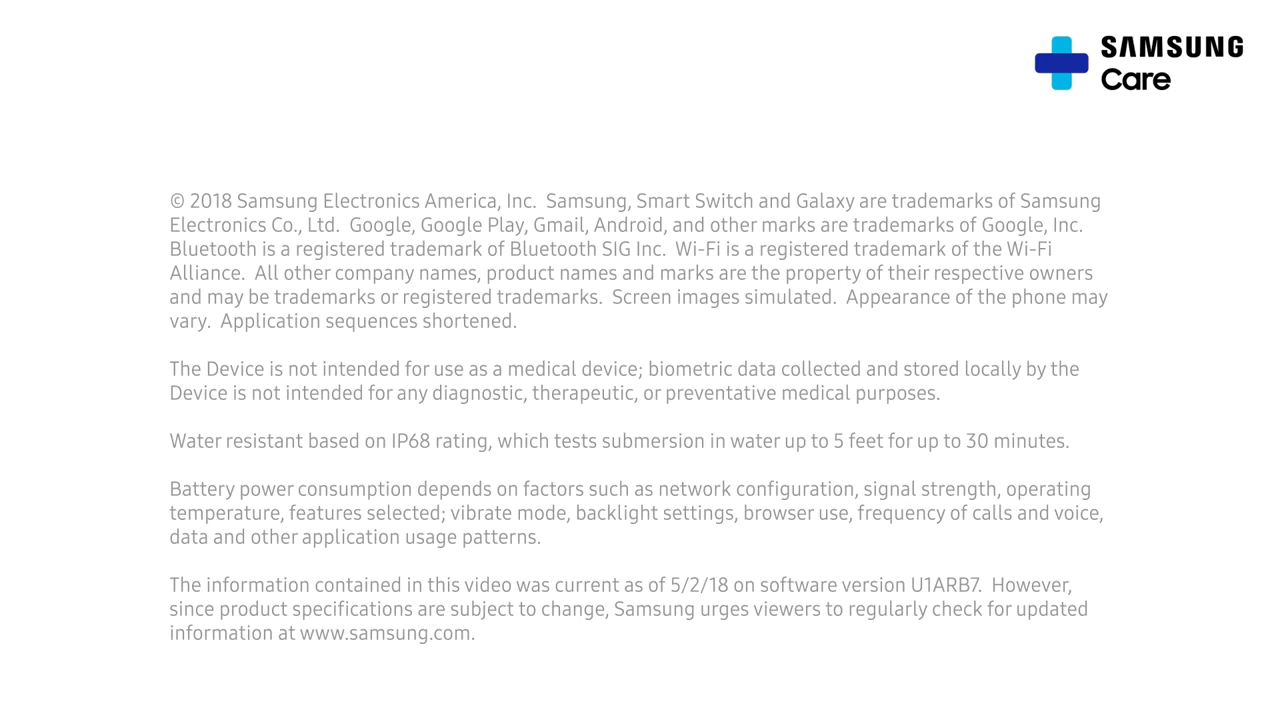 SAMSUNG
Care
© 2018 Samsung Electronics America, Inc.  Samsung, Smart Switch and Galaxy are trademarks of Samsung
Electronics Co., Ltd.  Google, Google Play, Gmail, Android, and other marks are trademarks of Google, Inc.
Bluetooth is a registered trademark of Bluetooth SIG Inc.  Wi-Fi is a registered trademark of the Wi-Fi
Alliance.  All other company names, product names and marks are the property of their respective owners
and may be trademarks or registered trademarks.  Screen images simulated.  Appearance of the phone may
vary.  Application sequences shortened.
The Device is not intended for use as a medical device; biometric data collected and stored locally by the
Device is not intended for any diagnostic, therapeutic, or preventative medical purposes.
Water resistant based on IP68 rating, which tests submersion in water up to 5 feet for up to 30 minutes.
Battery power consumption depends on factors such as network configuration, signal strength, operating
temperature, features selected; vibrate mode, backlight settings, browser use, frequency of calls and voice,
data and other application usage patterns.
The information contained in this video was current as of 5/2/18 on software version U1ARB7.  However,
since product specifications are subject to change, Samsung urges viewers to regularly check for updated
information at www.samsung.com.